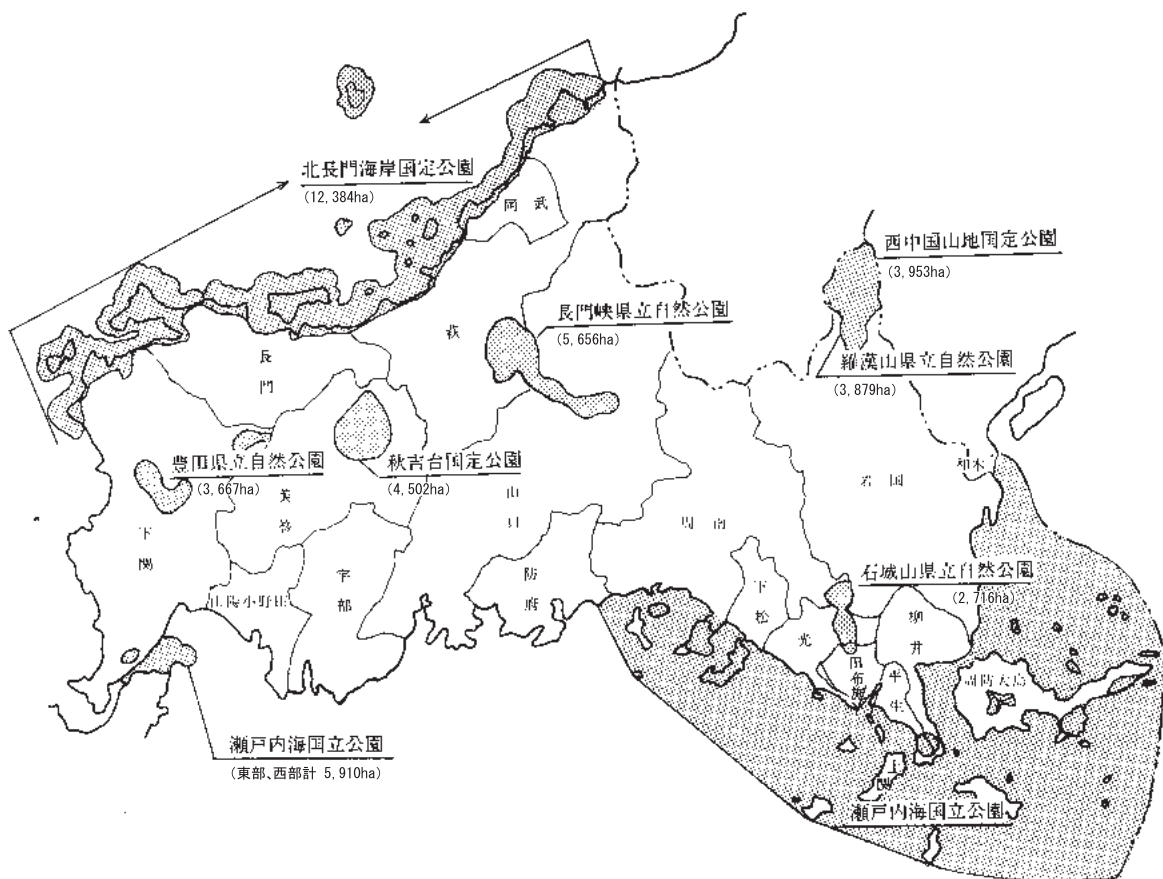 北長門海岸国定公園
(12,384ha)
阿武
西中国山地国定公園
(3,953ha)
長門峡県立自然公園
(5,656ha)
萩
羅漢山県立自然公園
(3,879ha)
長門
豊田県立自然公園
(3,667ha)
秋吉台国定公園
(4,502ha)
和木
岩国
美祢
山口
周南
下関
宇部
防府
山陽小野田
下松
石城山県立自然公園
(2,716ha)
光
柳井
田布施
平生
周防大島
瀬戸内海国立公園
(東部、西部計 5,910ha)
上関
瀬戸内海国立公園